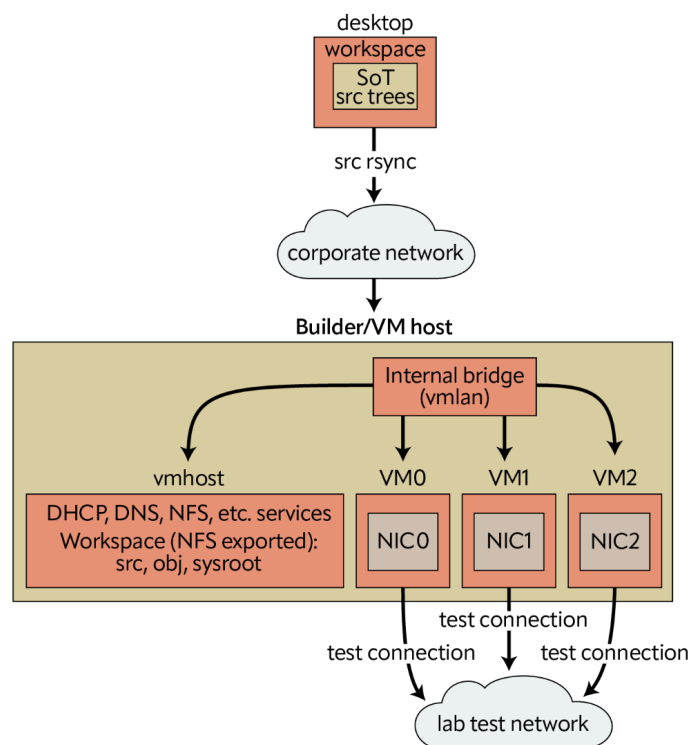 desktop
workspace
SoT
src trees
src rsync
corporate network
Builder/VM host
Internal bridge
(vmlan)
vmhost
VM0
VM1
VM2
DHCP, DNS, NFS, etc. services
Workspace (NFS exported):
src, obj, sysroot
NIC0
NIC1
NIC2
test connection
test connection
test connection
lab test network